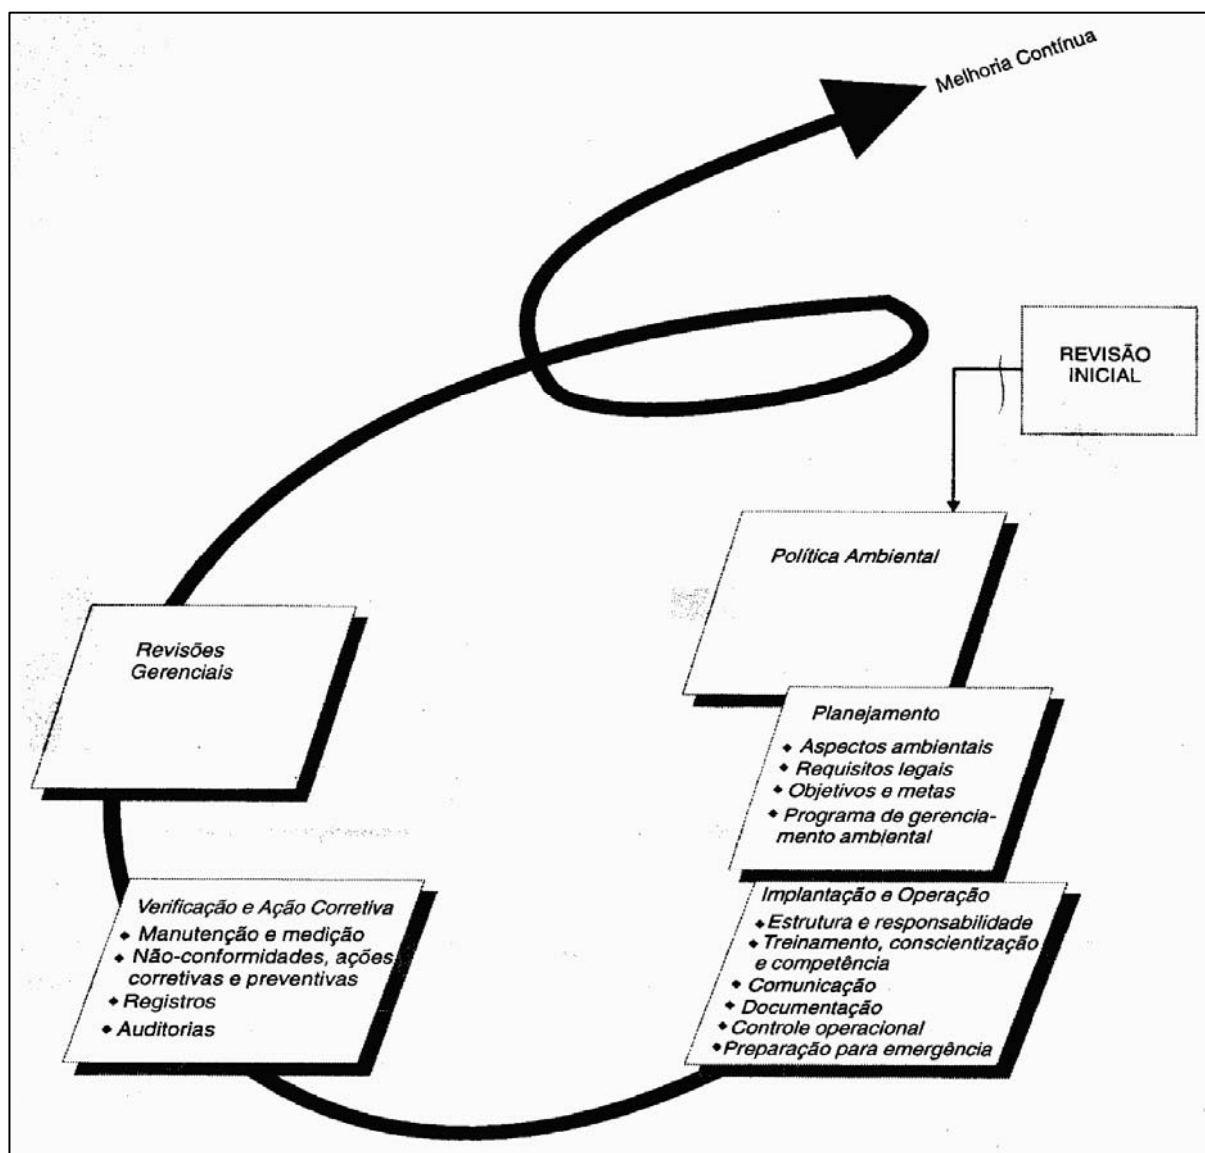 Melhoria Contínua
REVISÃO
INICIAL
Política Ambiental
Planejamento
Aspectos ambientais
Requisitos legais
Objetivos e metas
Programa de gerencia-
mento ambiental
Implantação e Operação
Estrutura e responsabilidade
Treinamento, conscientização
e competência
Comunicação
Documentação
Controle operacional
Preparação para emergência
Verificação e Ação Corretiva
Manutenção e medição
Não-conformidades, ações
corretivas e preventivas
Registros
Auditorias
Revisões
Gerenciais